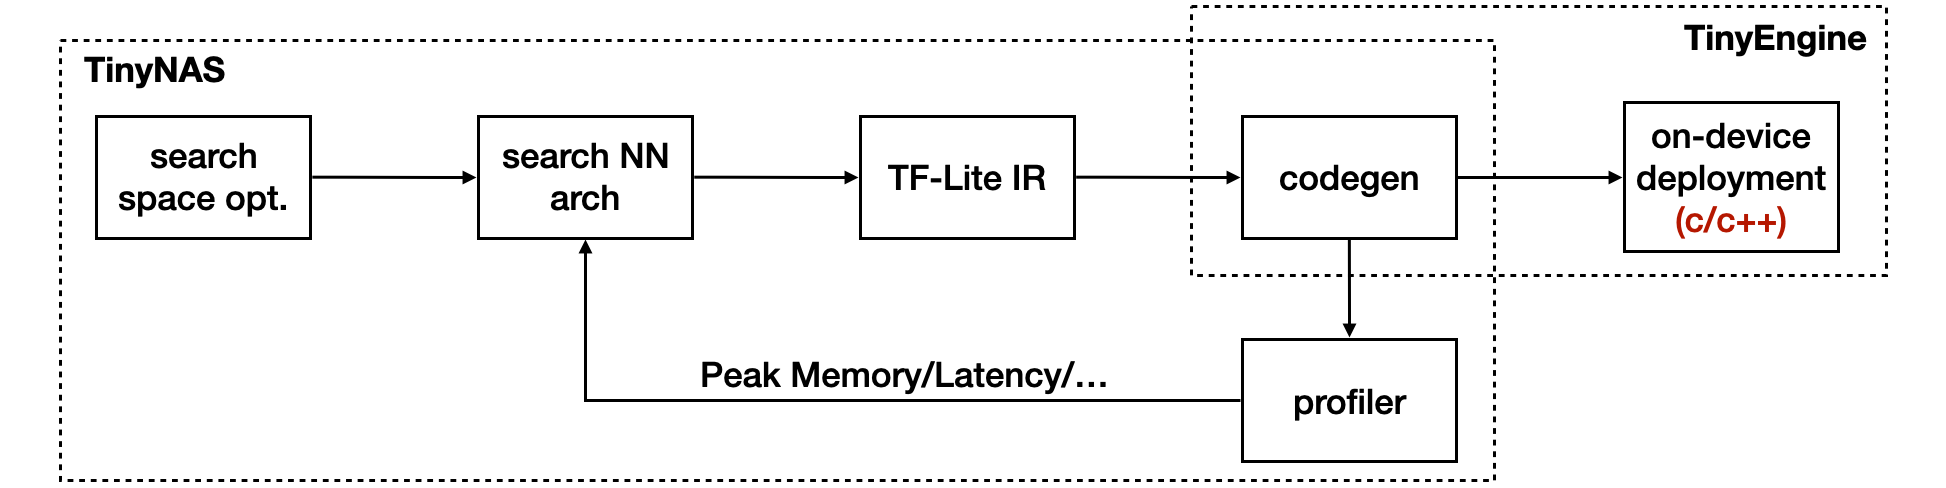 TinyEngine
TinyNAS
search
space opt.
search NN
arch
TF-Lite IR
codegen
on-device
deployment
(c/c++)
Peak Memory/Latency/...
profiler